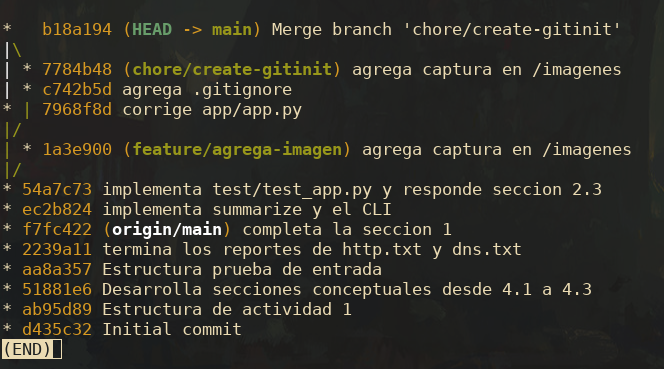 *   b18a194 (HEAD -> main) Merge branch 'chore/create-gitinit'
|\
| * 7784b48 (chore/create-gitinit) agrega captura en /imagenes
| * c742b5d agrega .gitignore
* | 7968f8d corrige app/app.py
|/
| * 1a3e900 (feature/agrega-imagen) agrega captura en /imagenes
|/
* 54a7c73 implementa test/test_app.py y responde seccion 2.3
* ec2b824 implementa summarize y el CLI
* f7fc422 (origin/main) completa la seccion 1
* 2239a11 termina los reportes de http.txt y dns.txt
* aa8a357 Estructura prueba de entrada
* 51881e6 Desarrolla secciones conceptuales desde 4.1 a 4.3
* ab95d89 Estructura de actividad 1
* d435c32 Initial commit
(END)